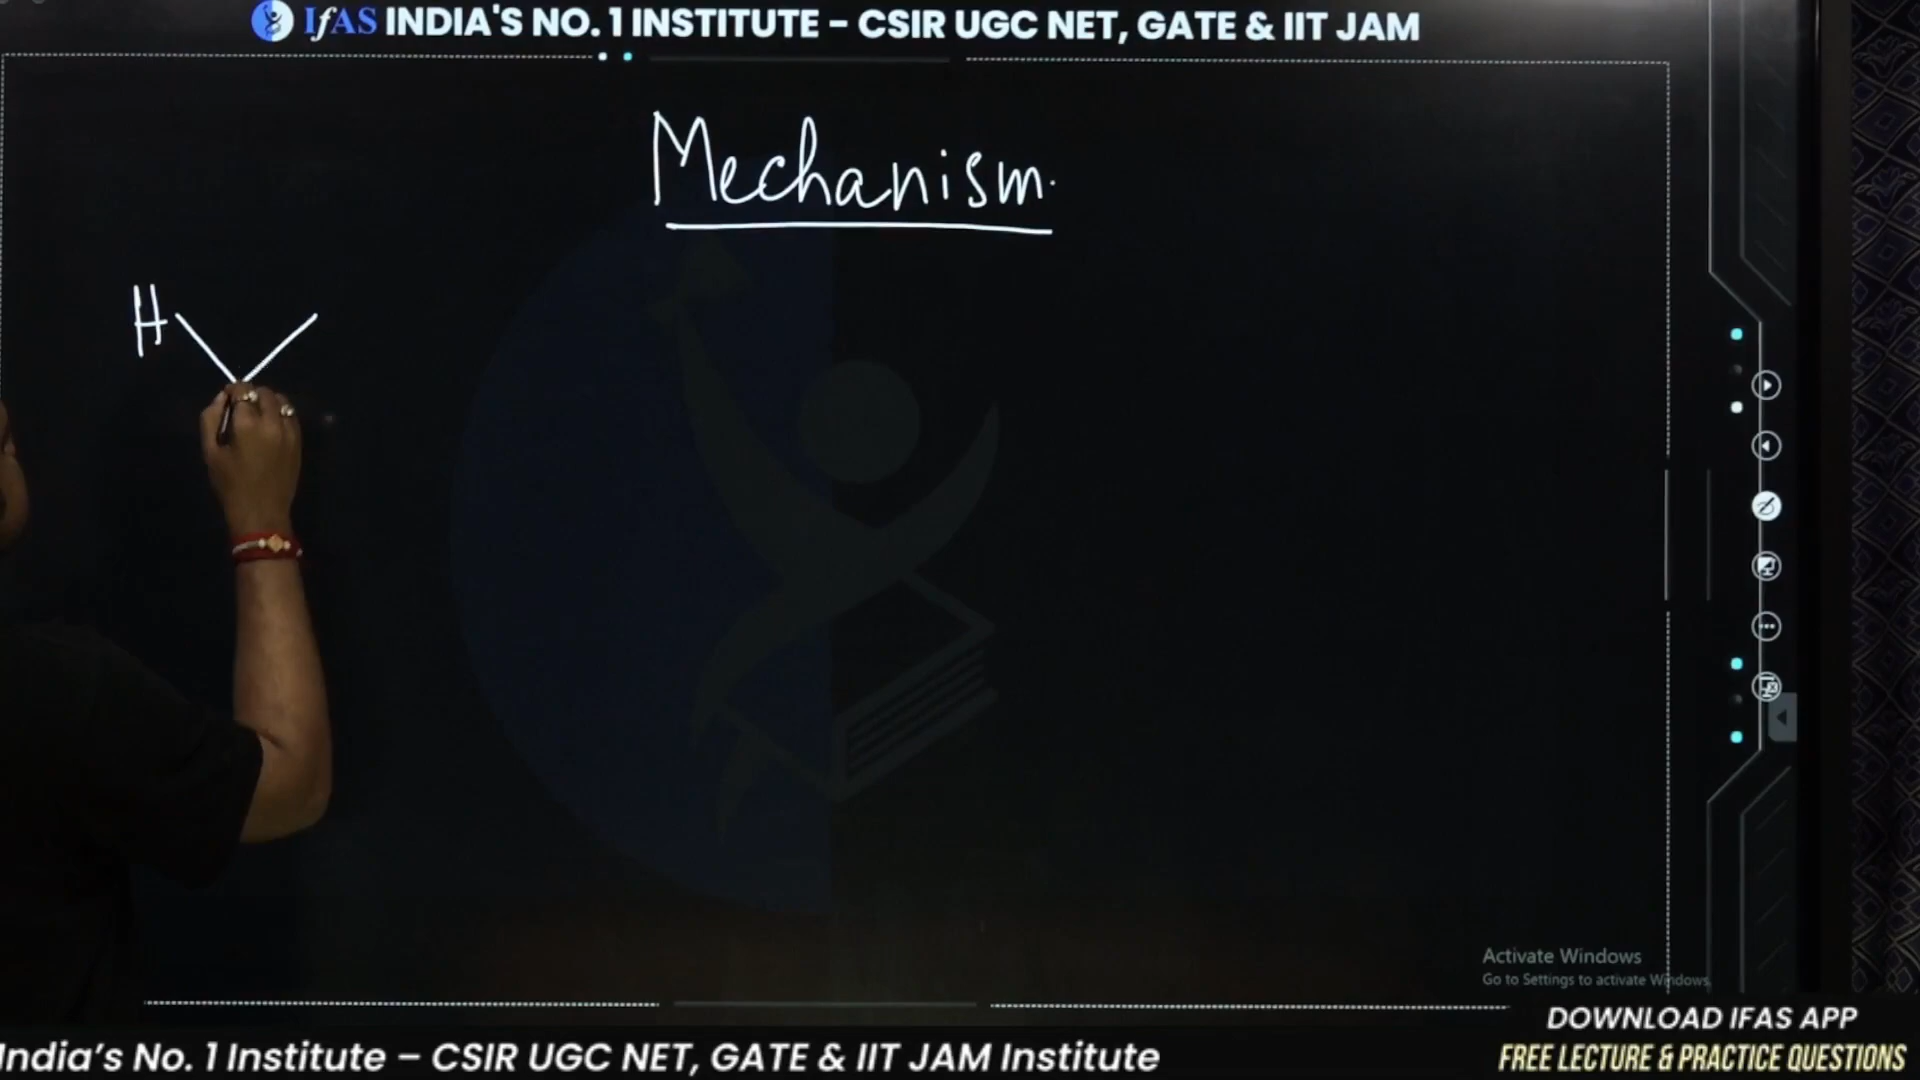 IfAS INDIA'S NO. 1 INSTITUTE - CSIR UGC NET, GATE & IIT JAM
Mechanism.
H
Activate Windows
Go to Settings to activate Windows.
DOWNLOAD IFAS APP
India's No. 1 Institute – CSIR UGC NET, GATE & IIT JAM Institute
FREE LECTURE & PRACTICE QUESTIONS